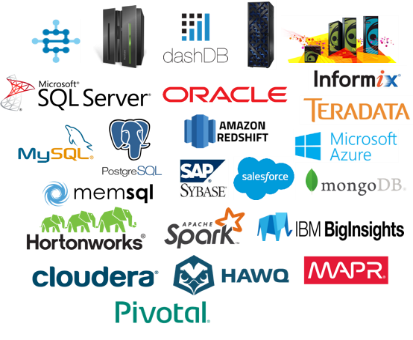 dashDB
Informix
Microsoft®
SQL Server®
ORACLE
TERADATA
MySQL®
PostgreSQL
AMAZON
REDSHIFT
Microsoft
Azure
memsql
SAP
SYBASE
salesforce
mongoDB
Hortonworks®
APACHE
Spark™
IBM BigInsights
cloudera®
HAWQ
MAPR
Pivotal